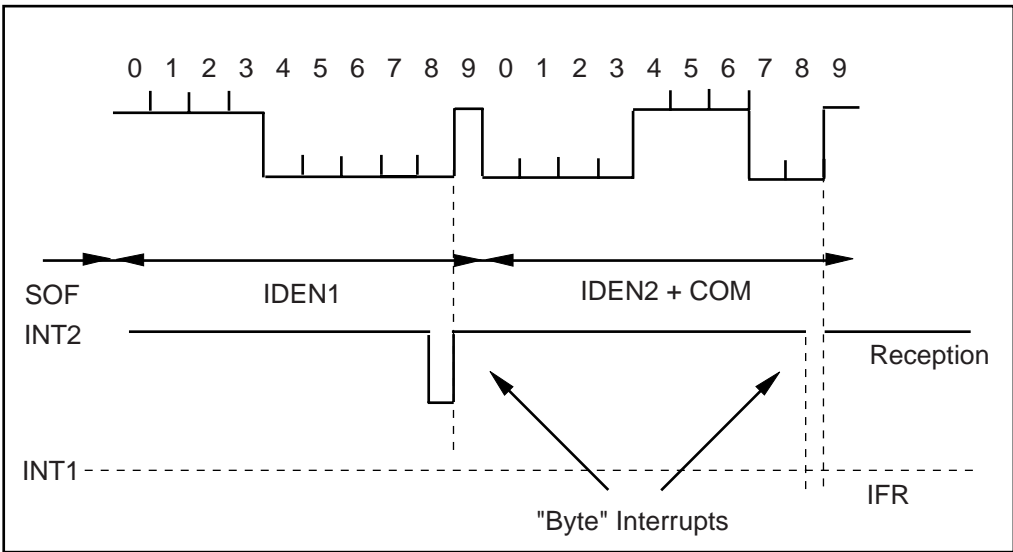 0 1 2 3 4 5 6 7 8 9 0 1 2 3 4 5 6 7 8 9
SOF
IDEN1
IDEN2 + COM
INT2
Reception
INT1
IFR
"Byte" Interrupts